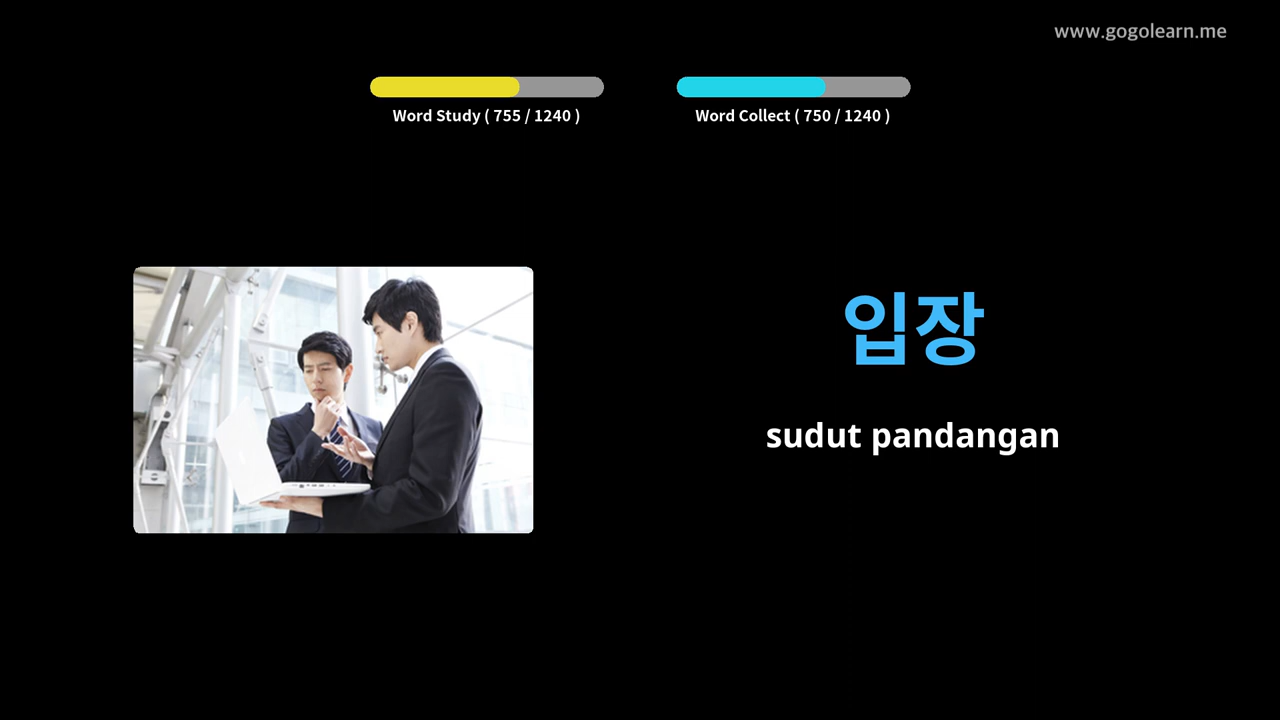 www.gogolearn.me
Word Study ( 755 / 1240 )
Word Collect ( 750 / 1240 )
입장
sudut pandangan